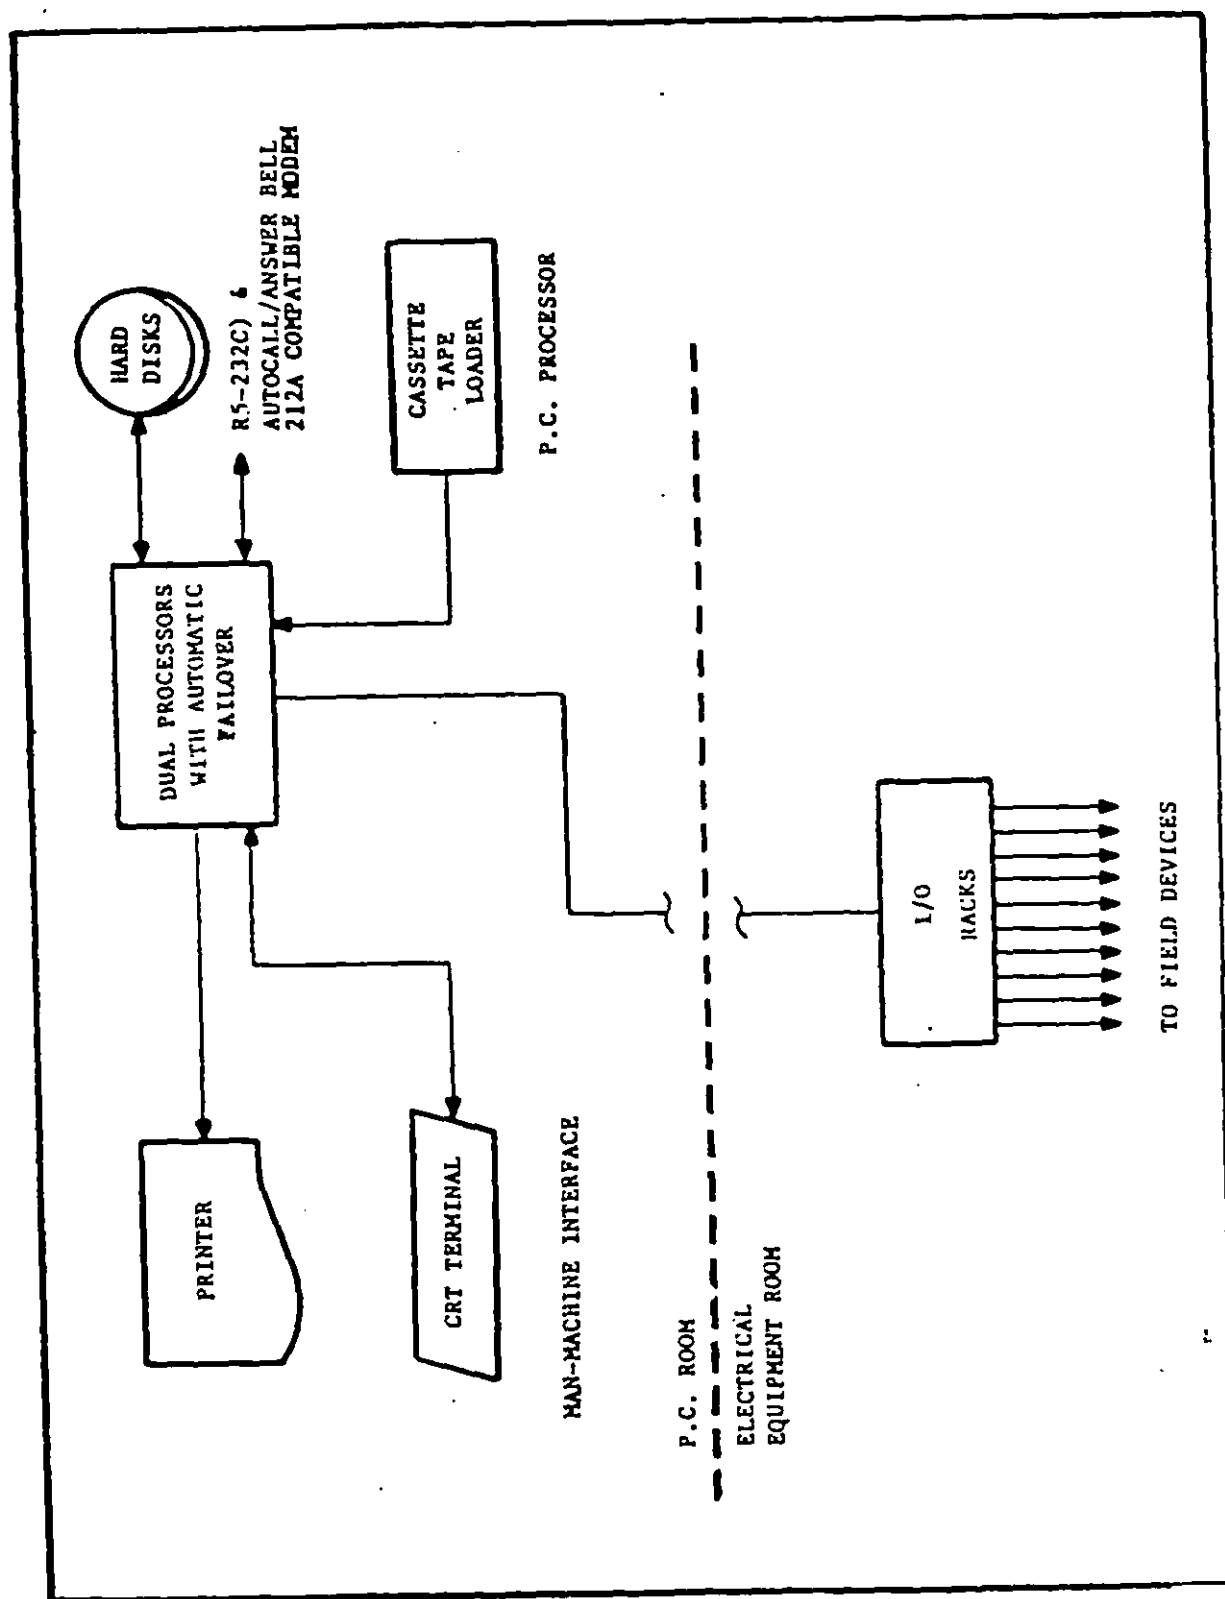 HARD
DISKS
DUAL PROCESSORS
WITH AUTOMATIC
FAILOVER
RS-232C) &
AUTOCALL/ANSWER BELL
212A COMPATIBLE MODEM
PRINTER
CASSETTE
TAPE
LOADER
CRT TERMINAL
P.C. PROCESSOR
MAN-MACHINE INTERFACE
P.C. ROOM
ELECTRICAL
EQUIPMENT ROOM
I/O
RACKS
TO FIELD DEVICES